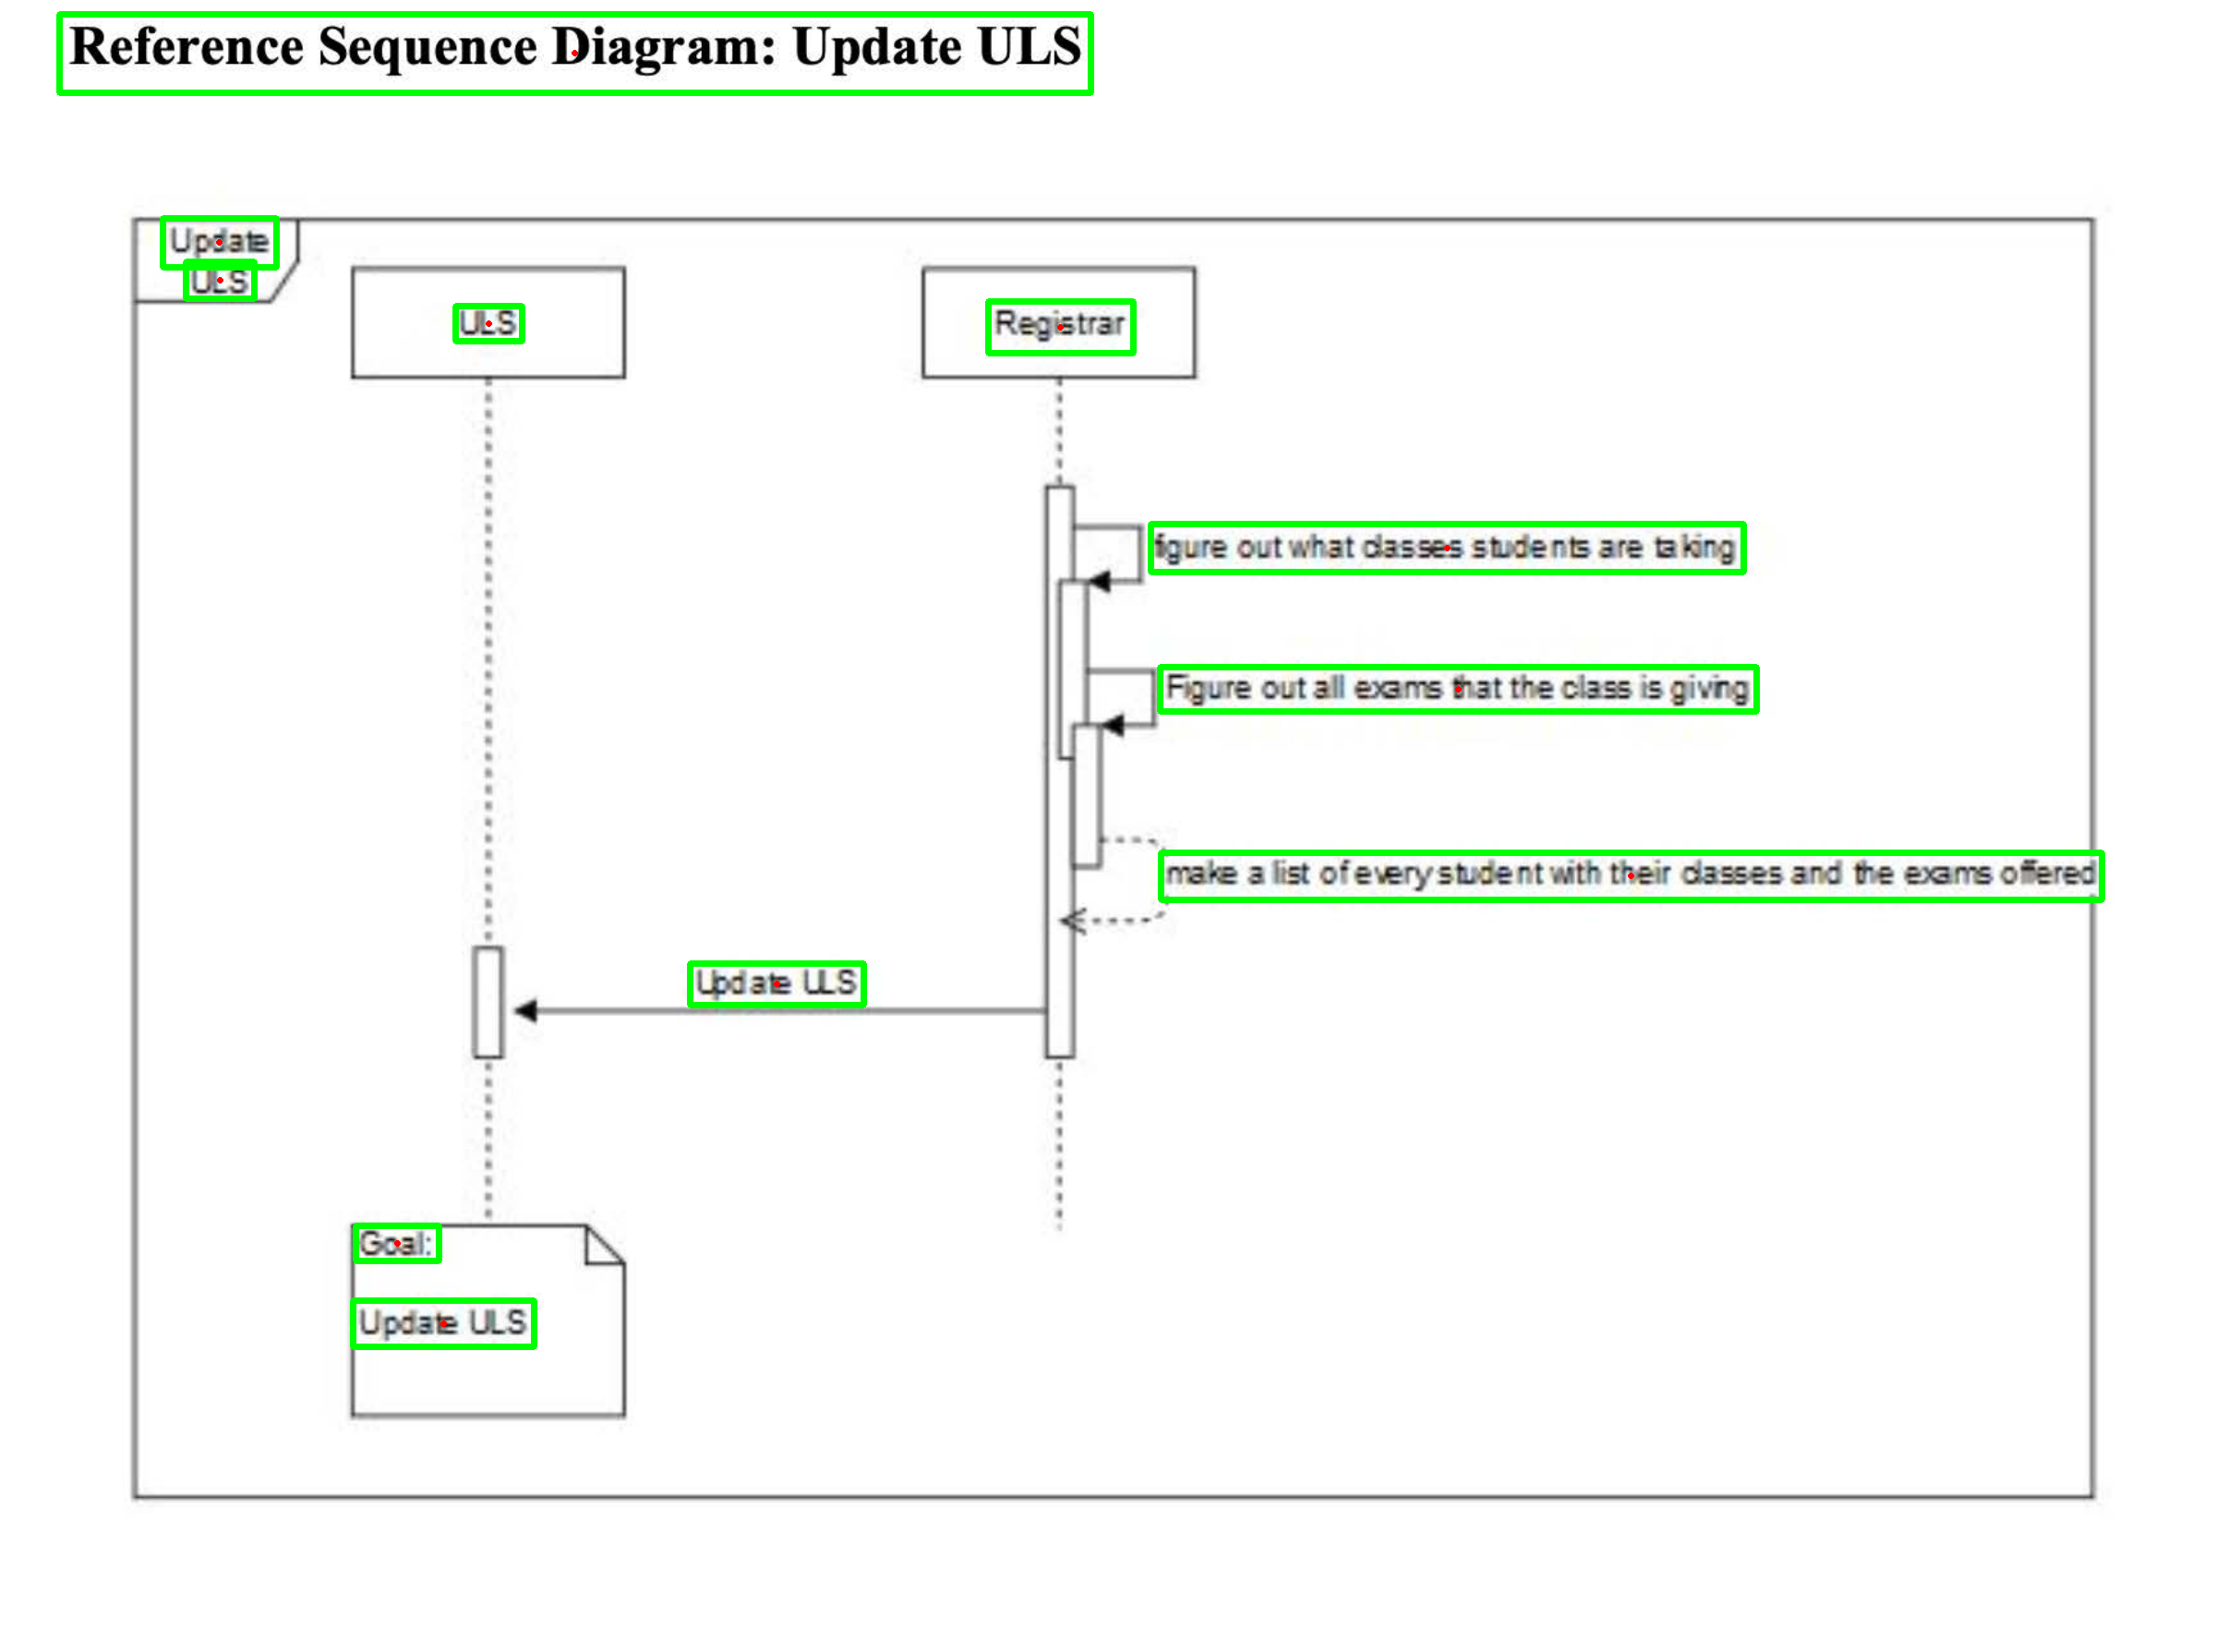 Reference Sequence Diagram: Update ULS
Update
ULS
ULS
Registrar
figure out what classes students are taking
Figure out all exams that the class is giving
make a list of every student with their classes and the exams offered
Update ULS
Goal:
Update ULS